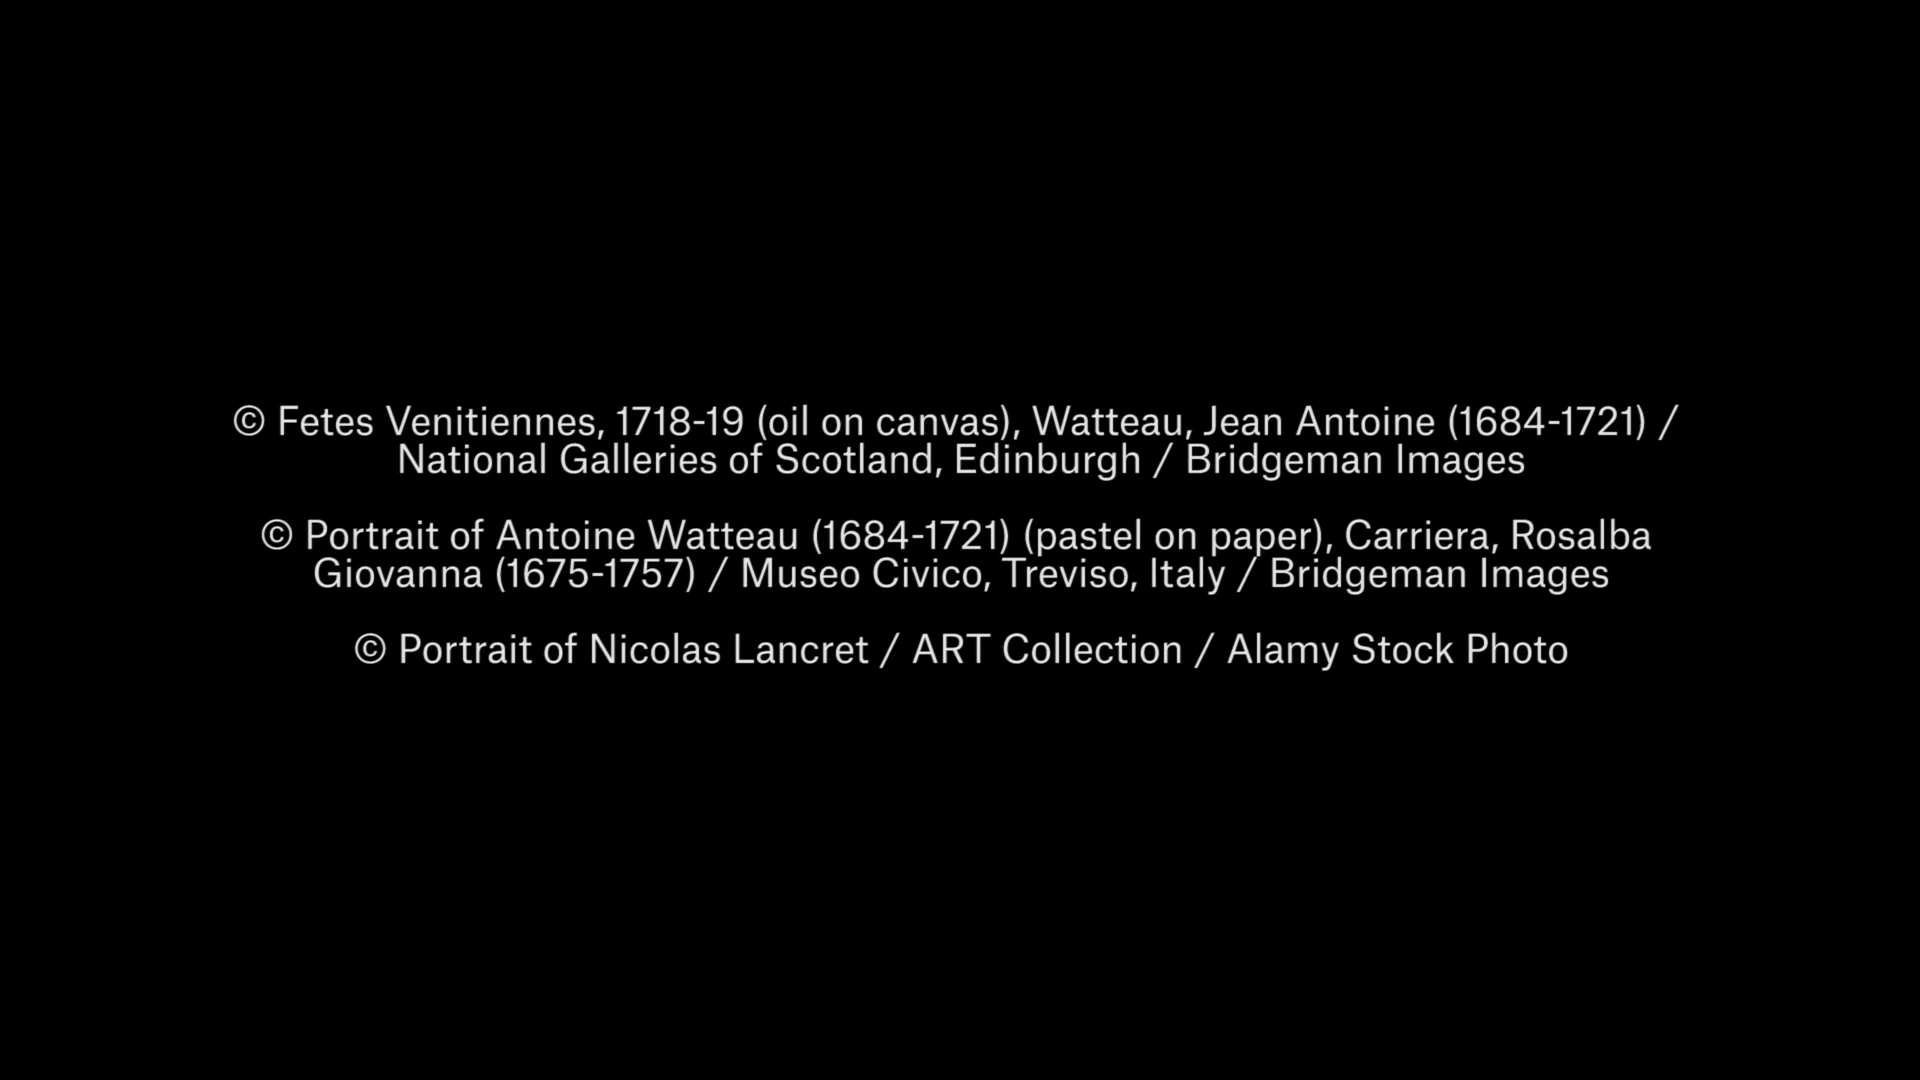 © Fetes Venitiennes, 1718-19 (oil on canvas), Watteau, Jean Antoine (1684-1721) /
National Galleries of Scotland, Edinburgh / Bridgeman Images
© Portrait of Antoine Watteau (1684-1721) (pastel on paper), Carriera, Rosalba
Giovanna (1675-1757) / Museo Civico, Treviso, Italy / Bridgeman Images
© Portrait of Nicolas Lancret / ART Collection / Alamy Stock Photo